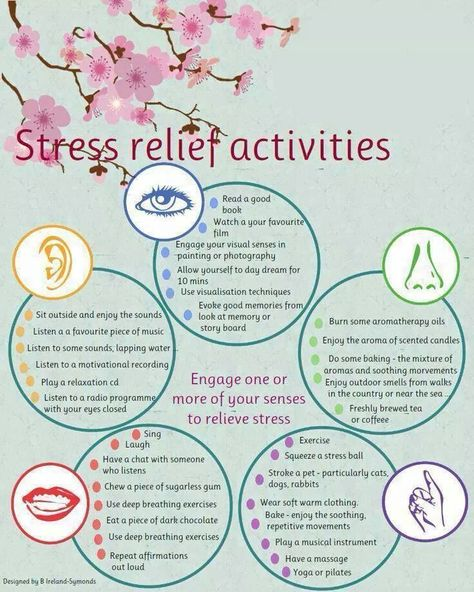 Stress relief activities
Read a good
book
Watch a your favourite
film
Engage your visual senses in
painting or photography
Allow yourself to day dream for
10 mins
Use visualisation techniques
Evoke good memories from
look at memory or
story board
Sit outside and enjoy the sounds
Listen a a favourite piece of music
Listen to some sounds, lapping water ...
Listen to a motivational recording
Play a relaxation cd
Listen to a radio programme
with your eyes closed
Burn some aromatherapy oils
Enjoy the aroma of scented candles
Do some baking - the mixture of
aromas and soothing movements
Enjoy outdoor smells from walks
in the country or near the sea ...
Freshly brewed tea
or coffeee
Engage one or
more of your senses
to relieve stress
Sing
Laugh
Have a chat with someone
who listens
Chew a piece of sugarless gum
Use deep breathing exercises
Eat a piece of dark chocolate
Use deep breathing exercises
Repeat affirmations
out loud
Exercise
Squeeze a stress ball
Stroke a pet - particularly cats,
dogs, rabbits
Wear soft warm clothing.
Bake - enjoy the soothing,
repetitive movements
Play a musical instrument
Have a massage
Yoga or pilates
Designed by B Ireland-Symonds